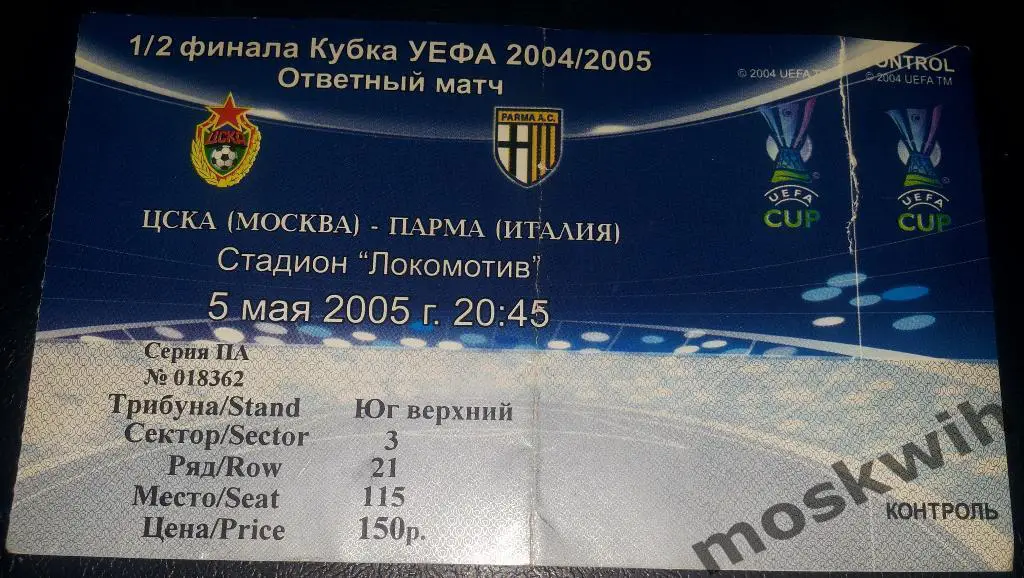 1/2 финала Кубка УЕФА 2004/2005
Ответный матч
© 2004 UEFA TM
CONTROL
© 2004 UEFA TM
ЦСКА
PARMA A.C.
UEFA
CUP
UEFA
CUP
ЦСКА (МОСКВА) - ПАРМА (ИТАЛИЯ)
Стадион "Локомотив"
5 мая 2005 г. 20:45
Серия ПА
№ 018362
Трибуна/Stand Юг верхний
Сектор/Sector 3
Ряд/Row 21
Место/Seat 115
Цена/Price 150р.
КОНТРОЛЬ
moskwih